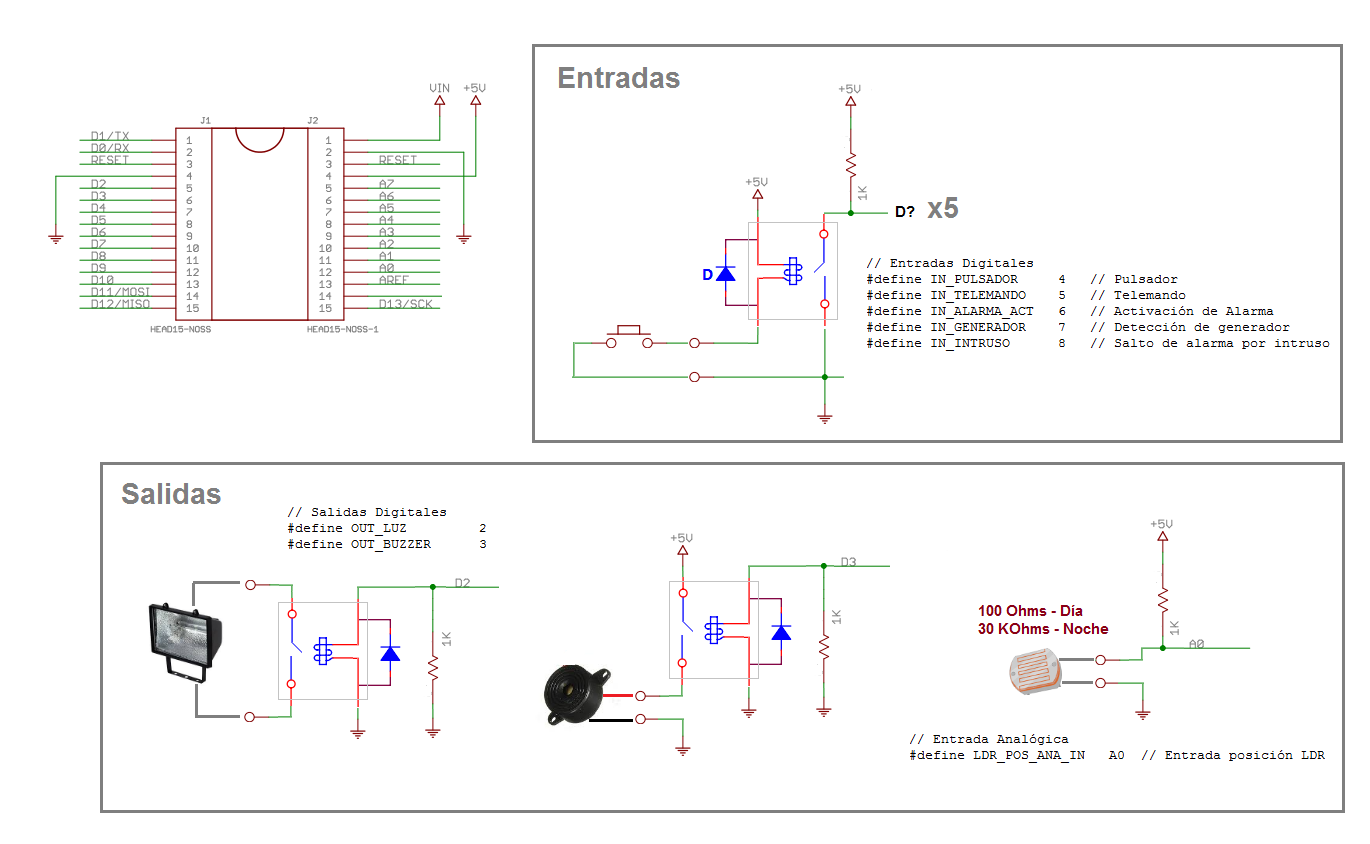 VIN +5V
J1 J2
D1/TX 1 1
D0/RX 2 2
RESET 3 3 RESET
4 4
D2 5 5 A7
D3 6 6 A6
D4 7 7 A5
D5 8 8 A4
D6 9 9 A3
D7 10 10 A2
D8 11 11 A1
D9 12 12 A0
D10 13 13 AREF
D11/MOSI 14 14
D12/MISO 15 15 D13/SCK
HEAD15-NOSS HEAD15-NOSS-1
Entradas
+5V
1K
+5V
D? x5
D
// Entradas Digitales
#define IN_PULSADOR 4 // Pulsador
#define IN_TELEMANDO 5 // Telemando
#define IN_ALARMA_ACT 6 // Activación de Alarma
#define IN_GENERADOR 7 // Detección de generador
#define IN_INTRUSO 8 // Salto de alarma por intruso
Salidas
// Salidas Digitales
#define OUT_LUZ 2
#define OUT_BUZZER 3
D2
1K
+5V
D3
1K
+5V
100 Ohms - Día
30 KOhms - Noche
1K
A0
// Entrada Analógica
#define LDR_POS_ANA_IN A0 // Entrada posición LDR